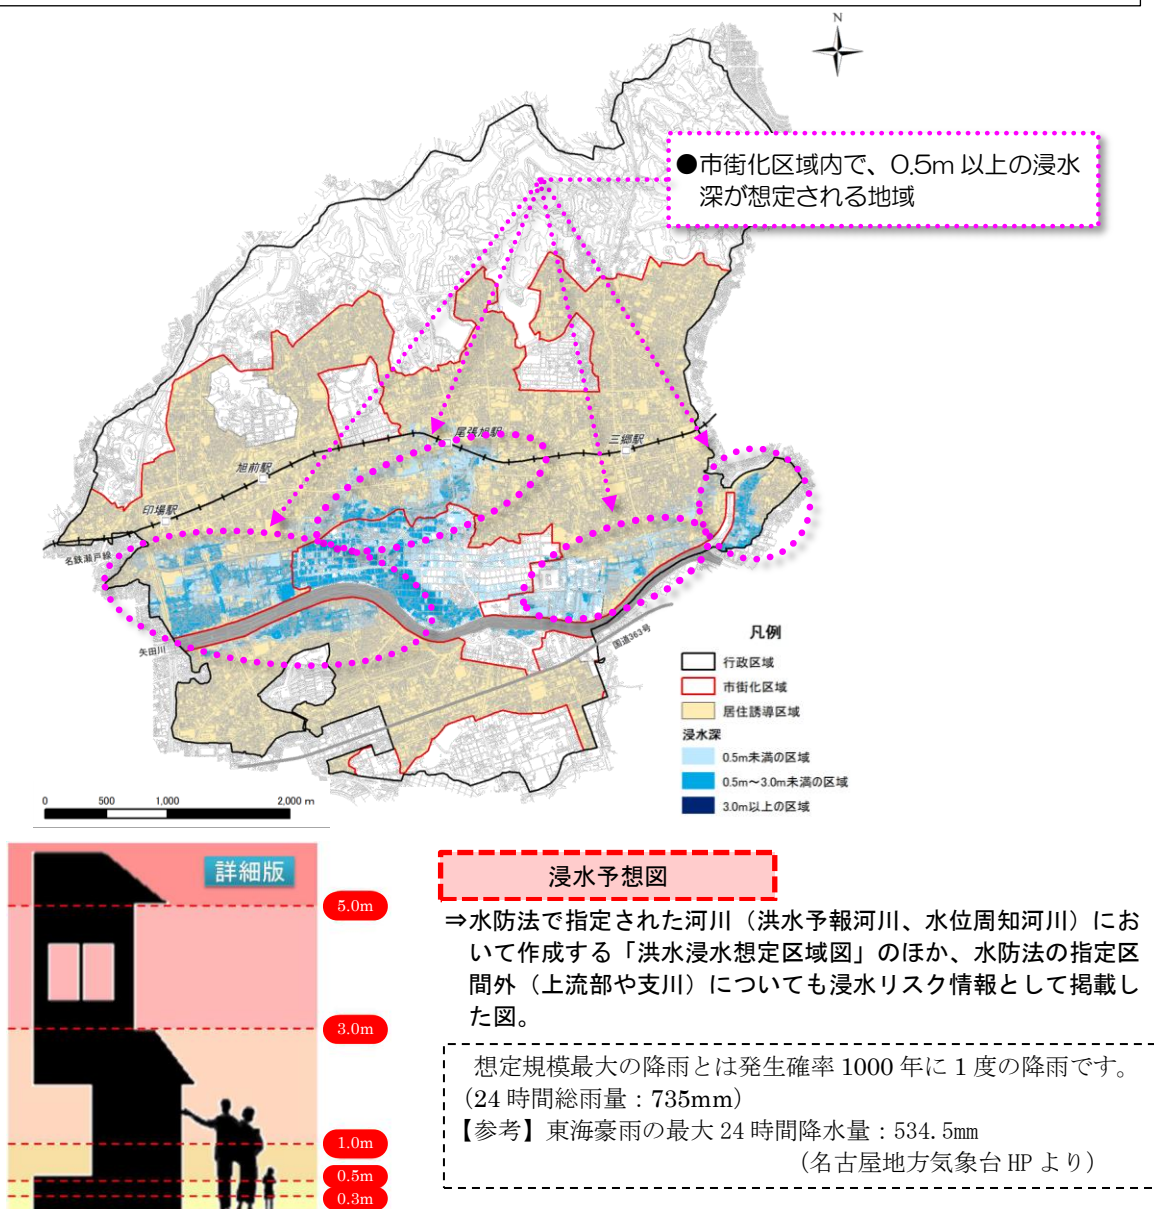 N
●市街化区域内で、0.5m 以上の浸水
深が想定される地域
尾張旭駅
三郷駅
旭前駅
印場駅
名鉄瀬戸線
矢田川
国道363号
凡例
行政区域
市街化区域
居住誘導区域
浸水深
0.5m未満の区域
0.5m～3.0m未満の区域
3.0m以上の区域
0 500 1,000 2,000 m
詳細版
5.0m
3.0m
1.0m
0.5m
0.3m
浸水予想図
⇒水防法で指定された河川（洪水予報河川、水位周知河川）にお
いて作成する「洪水浸水想定区域図」のほか、水防法の指定区
間外（上流部や支川）についても浸水リスク情報として掲載し
た図。
想定規模最大の降雨とは発生確率 1000 年に 1 度の降雨です。
（24 時間総雨量：735mm）
【参考】東海豪雨の最大 24 時間降水量：534.5㎜
（名古屋地方気象台 HP より）